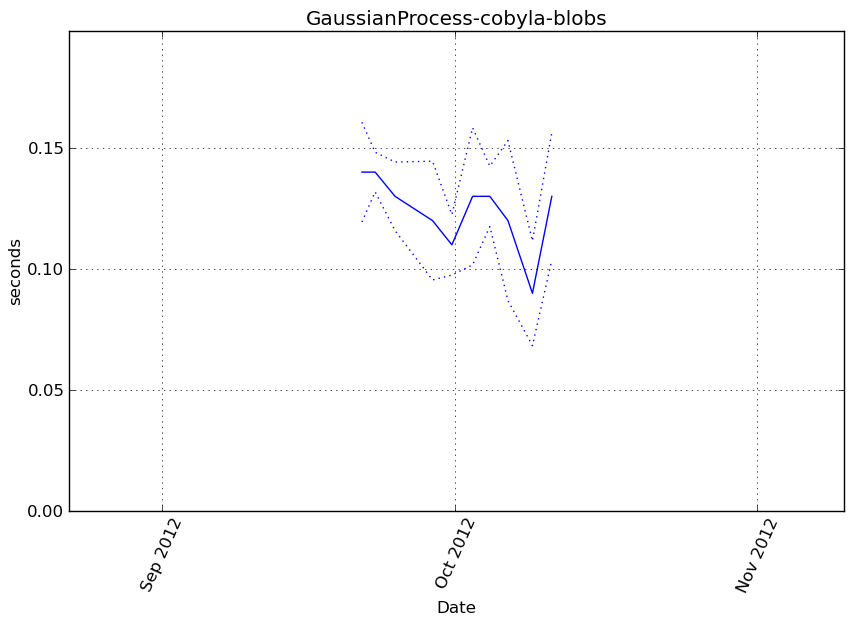 GaussianProcess-cobyla-blobs
0.15
0.10
0.05
0.00
seconds
Sep 2012
Oct 2012
Nov 2012
Date